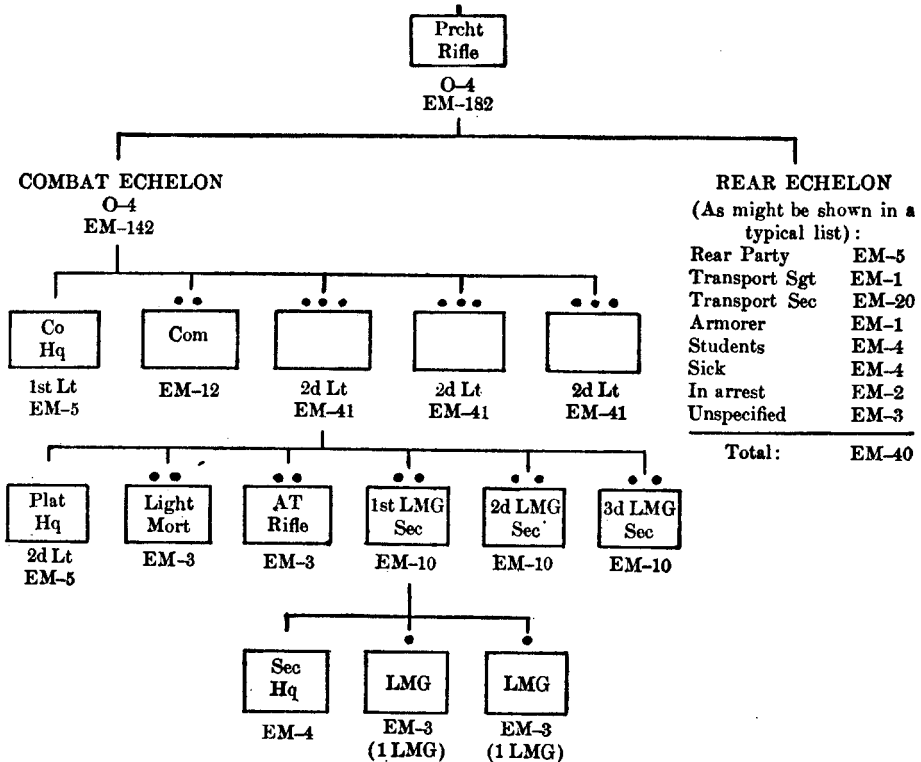 Prcht
Rifle
O-4
EM-182
COMBAT ECHELON
O-4
EM-142
Co
Hq
1st Lt
EM-5
Com
EM-12
2d Lt
EM-41
2d Lt
EM-41
2d Lt
EM-41
REAR ECHELON
(As might be shown in a
typical list):
Rear Party EM-5
Transport Sgt EM-1
Transport Sec EM-20
Armorer EM-1
Students EM-4
Sick EM-4
In arrest EM-2
Unspecified EM-3
Total: EM-40
Plat
Hq
2d Lt
EM-5
Light
Mort
EM-3
AT
Rifle
EM-3
1st LMG
Sec
EM-10
2d LMG
Sec
EM-10
3d LMG
Sec
EM-10
Sec
Hq
EM-4
LMG
EM-3
(1 LMG)
LMG
EM-3
(1 LMG)